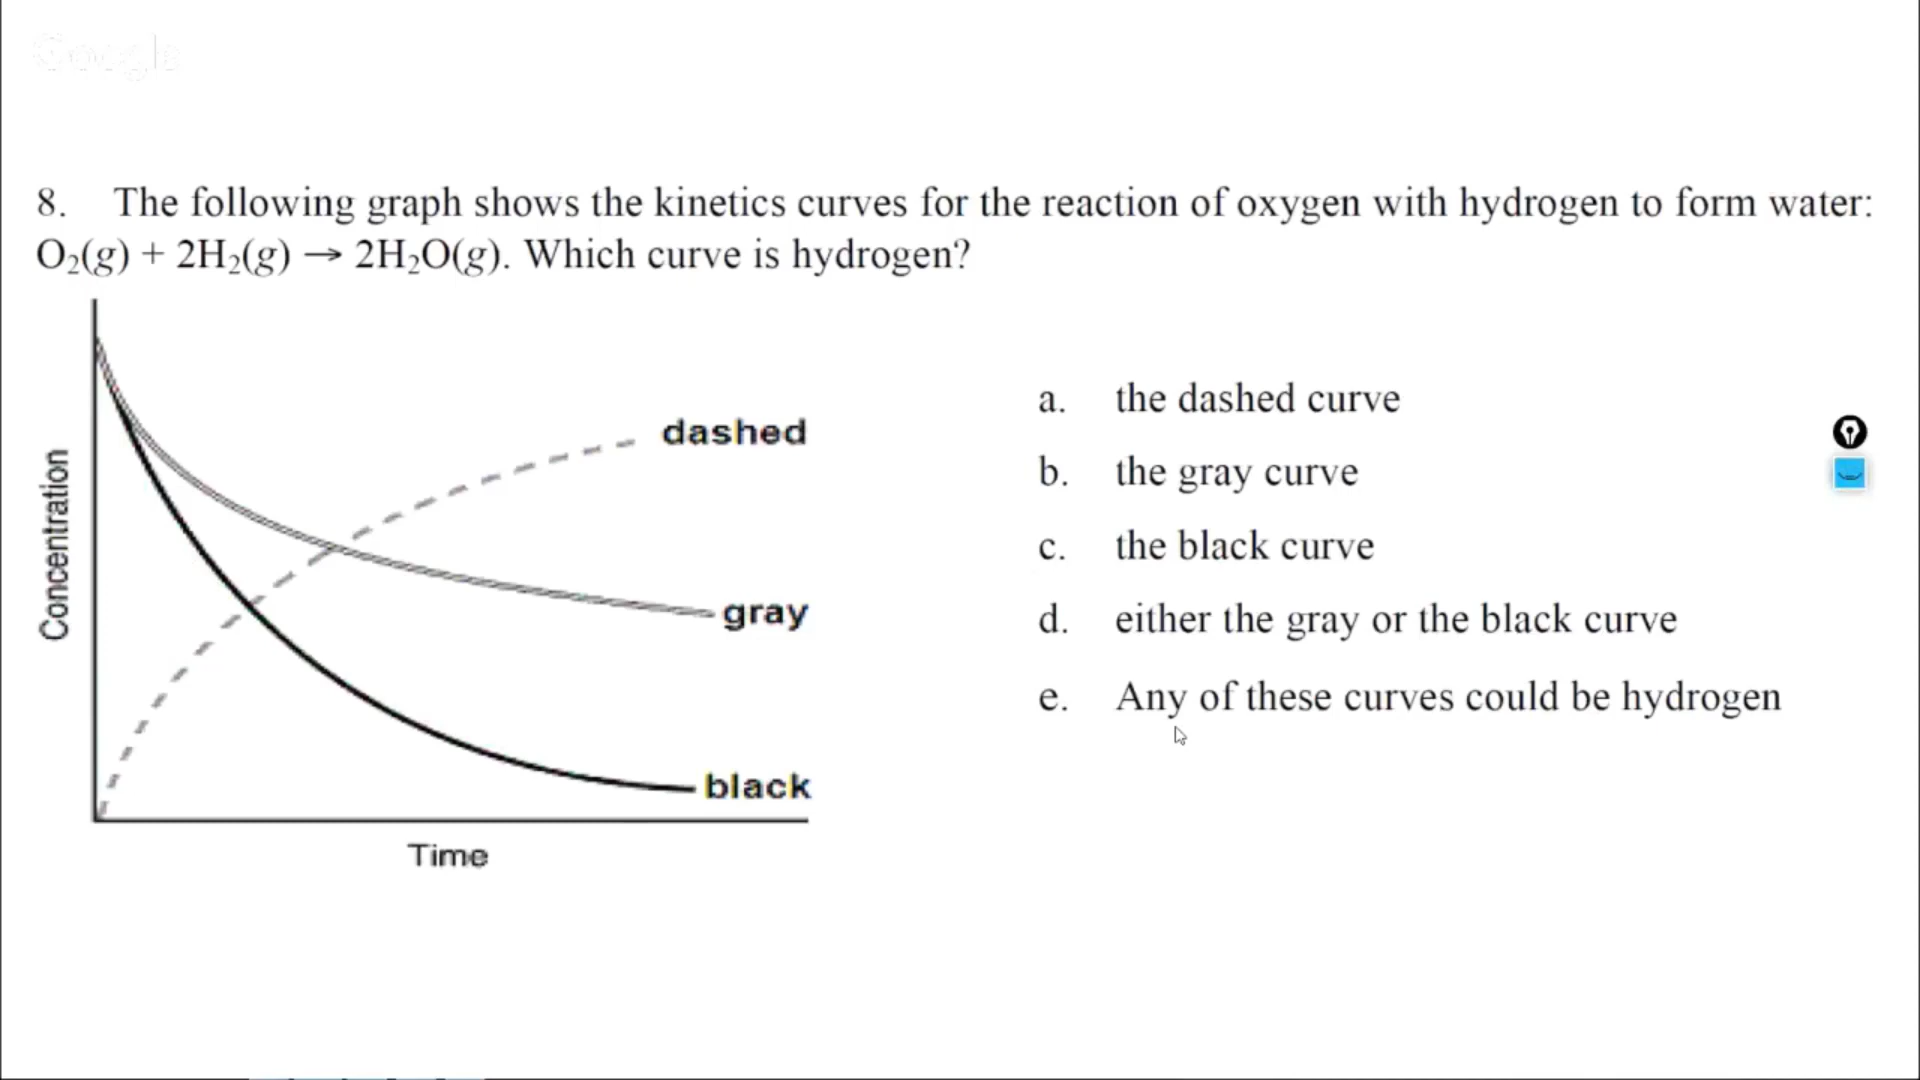 Google
8. The following graph shows the kinetics curves for the reaction of oxygen with hydrogen to form water:
O₂(g) + 2H₂(g) → 2H₂O(g). Which curve is hydrogen?
Concentration
dashed
gray
black
Time
a. the dashed curve
b. the gray curve
c. the black curve
d. either the gray or the black curve
e. Any of these curves could be hydrogen